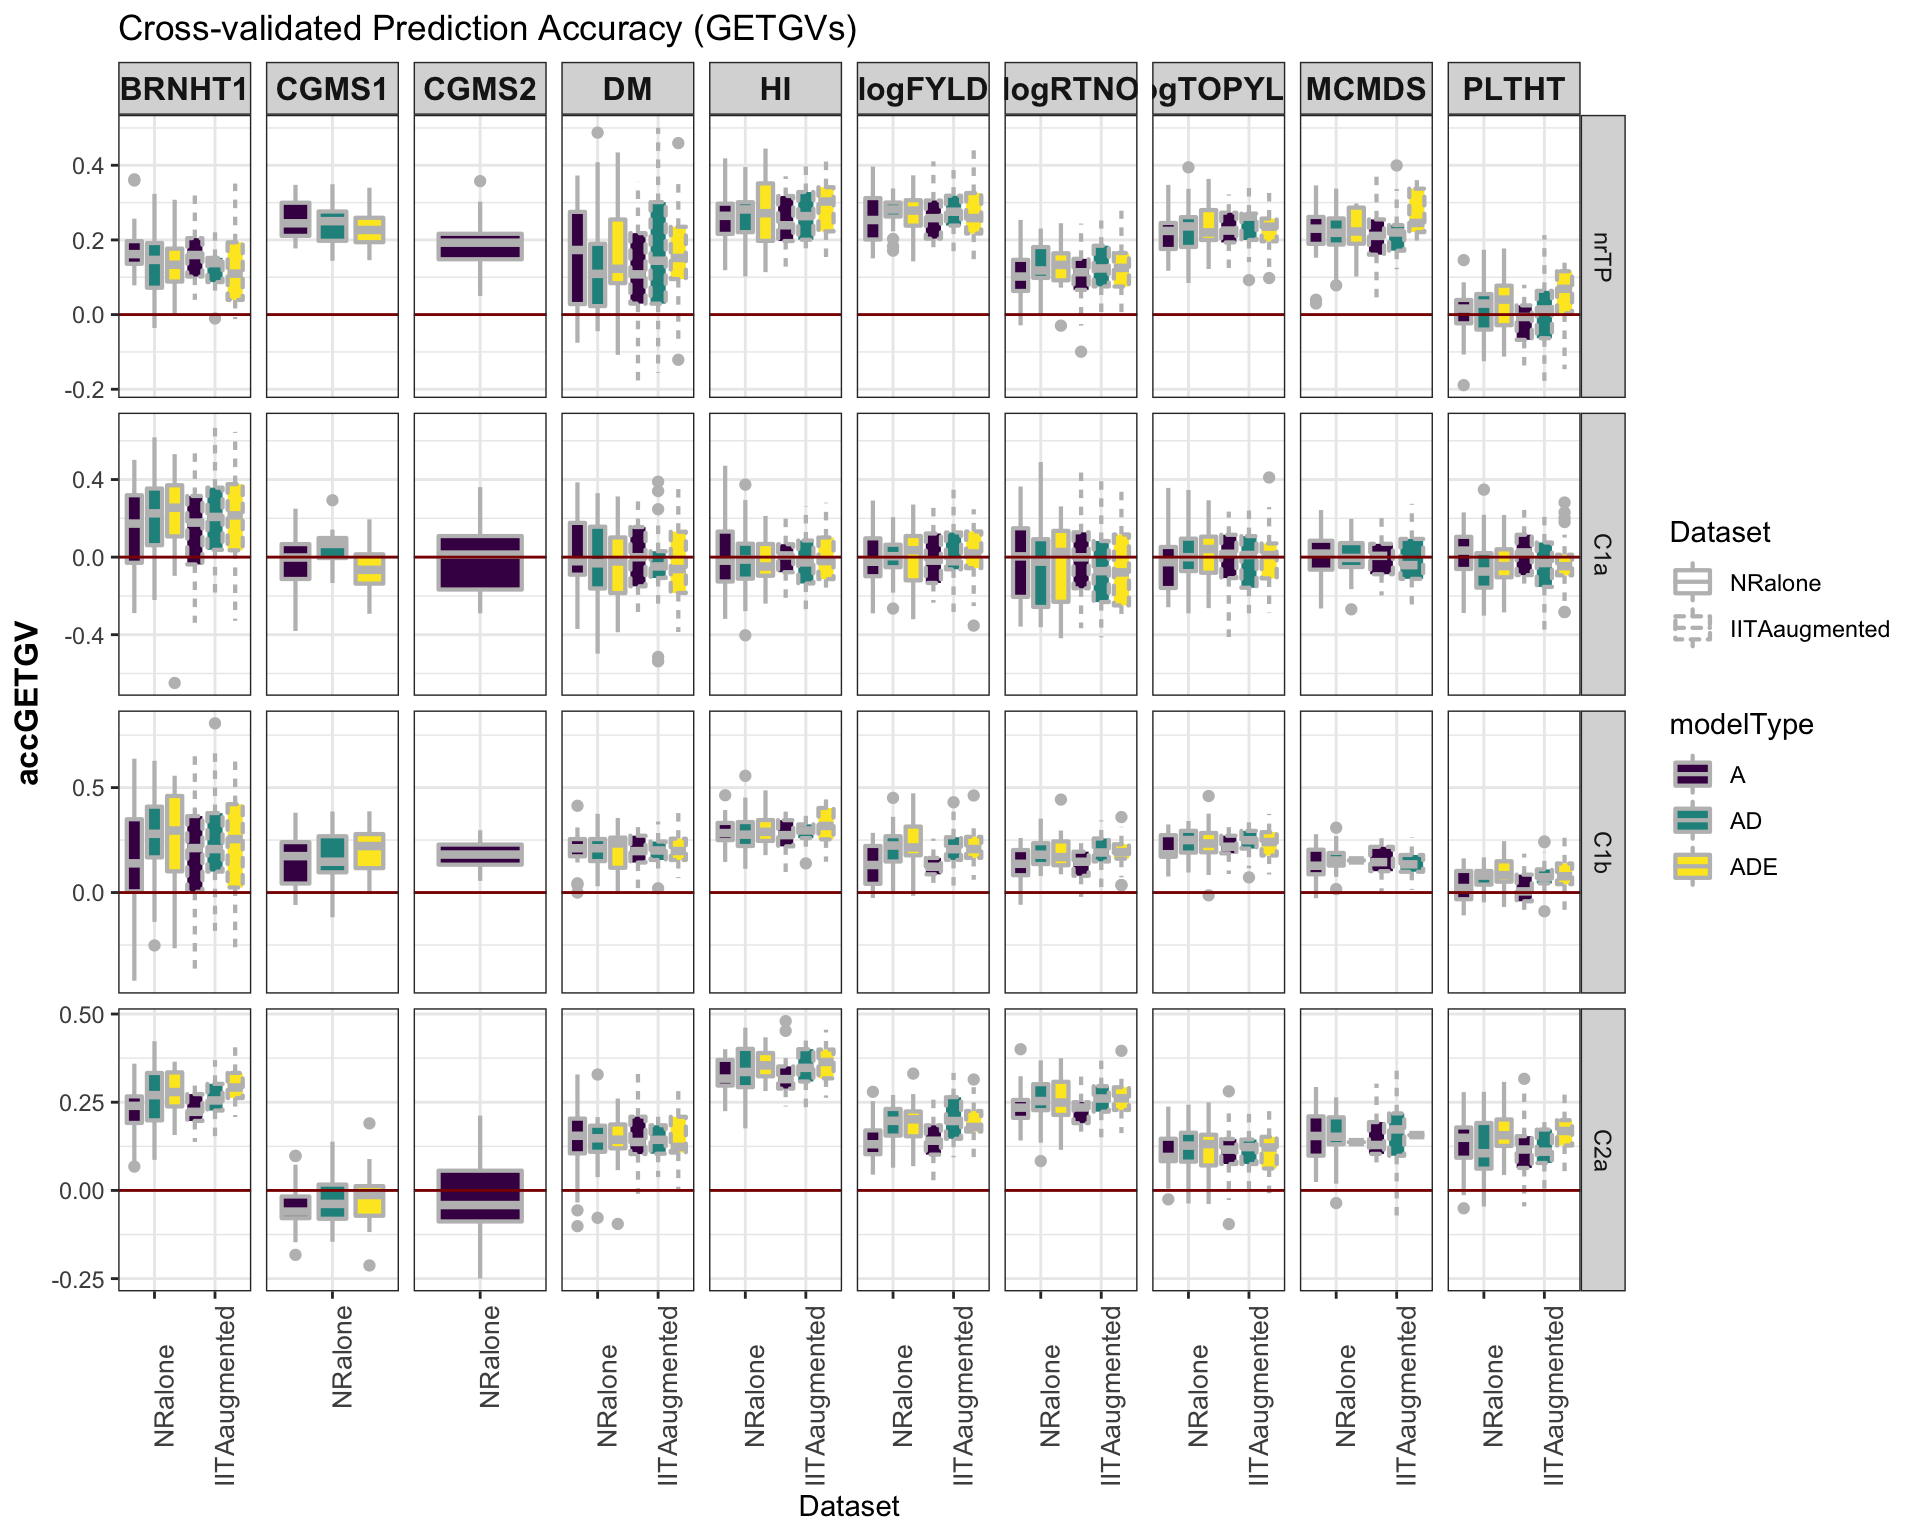 Cross-validated Prediction Accuracy (GETGVs)
BRNHT1 CGMS1 CGMS2 DM HI logFYLD logRTNO ogTOPYL MCMDS PLTHT
0.4
0.2
0.0
-0.2
nrTP
0.4
0.0
-0.4
C1a
0.5
0.0
C1b
0.50
0.25
0.00
-0.25
C2a
accGETGV
NRalone IITAaugmented NRalone NRalone NRalone IITAaugmented NRalone IITAaugmented NRalone IITAaugmented NRalone IITAaugmented NRalone IITAaugmented NRalone IITAaugmented NRalone IITAaugmented
Dataset
Dataset
NRalone
IITAaugmented
modelType
A
AD
ADE